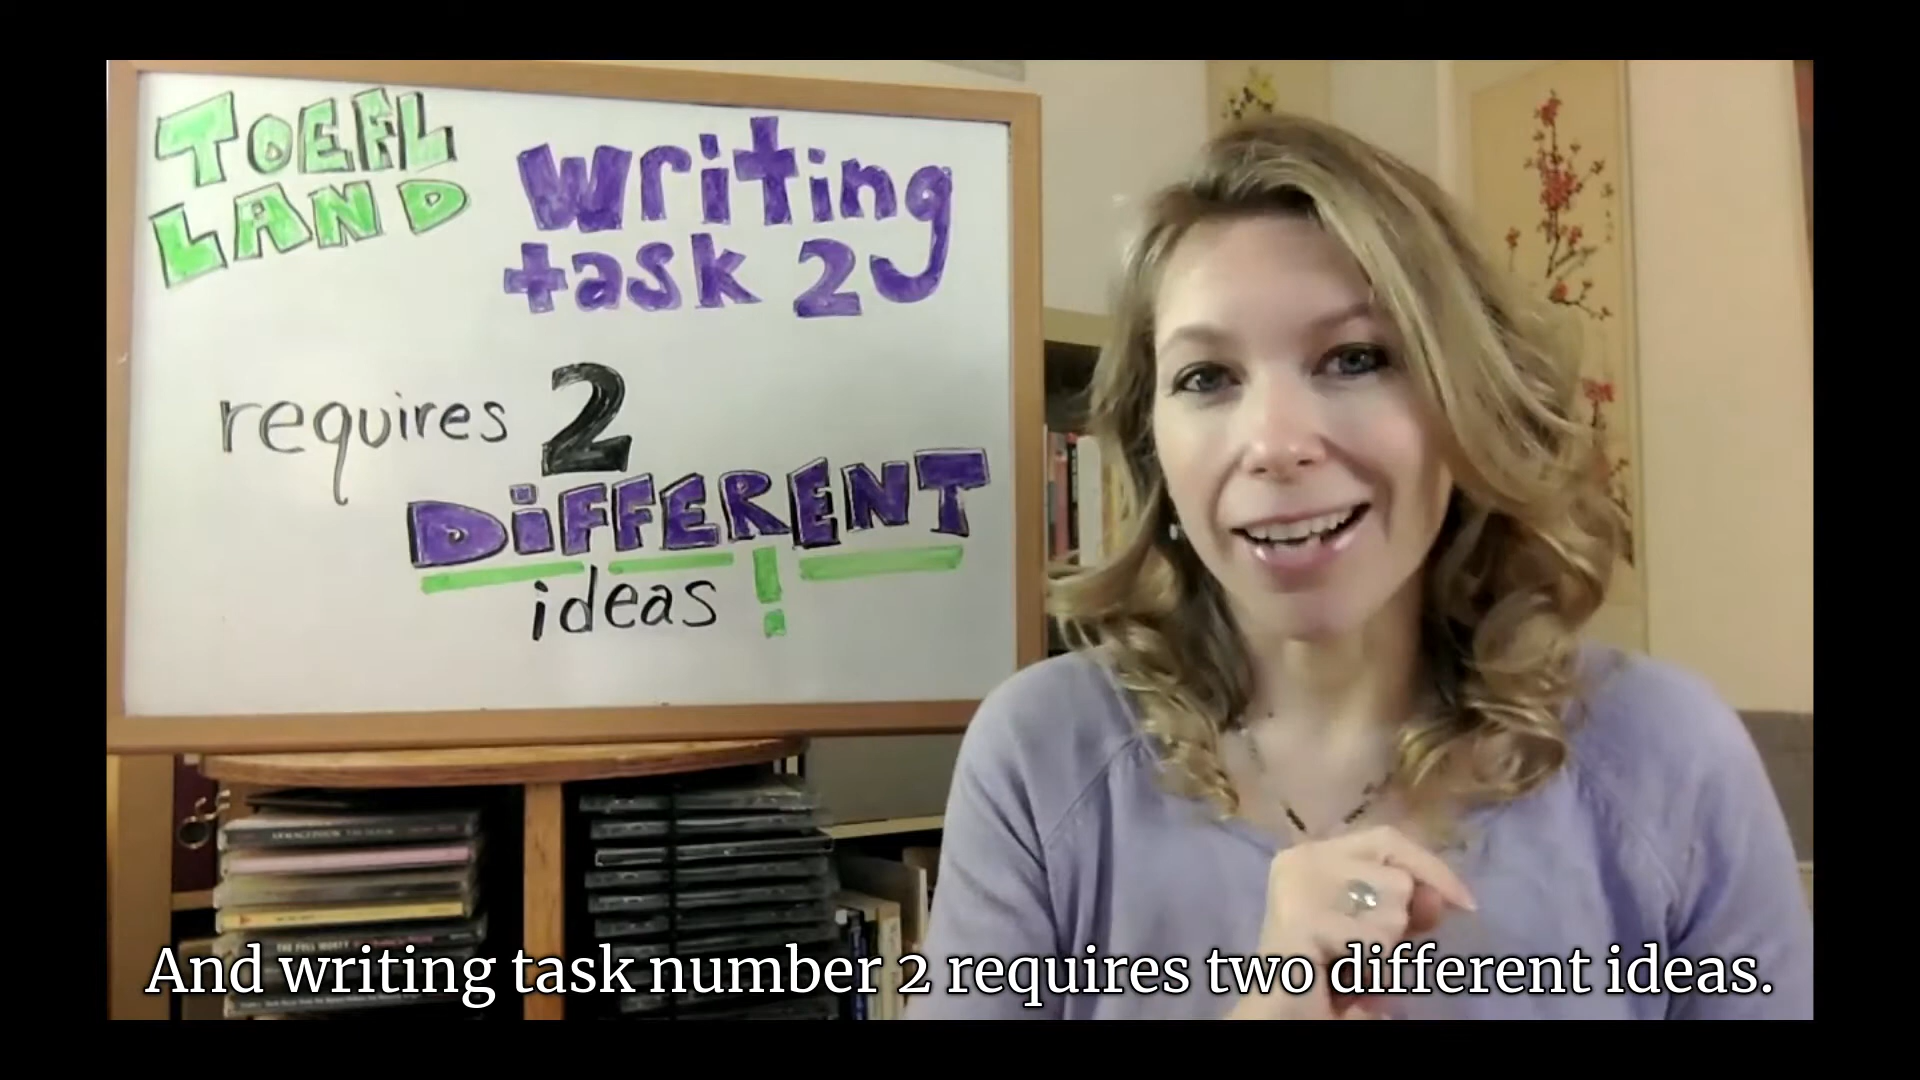 TOEFL
LAND
writing
task 2
requires 2
DiFFERENT
ideas !
And writing task number 2 requires two different ideas.